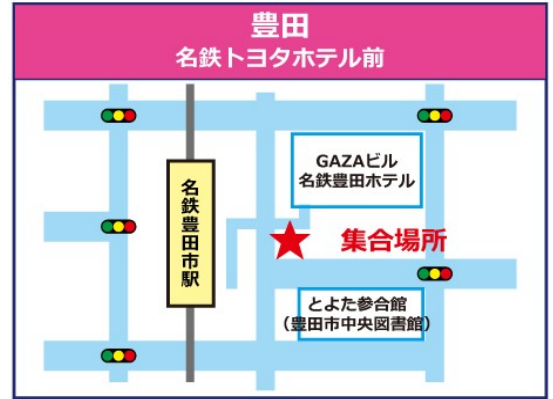 豊田
名鉄トヨタホテル前
GAZAビル
名鉄豊田ホテル
名鉄豊田市駅
集合場所
とよた参合館
（豊田市中央図書館）